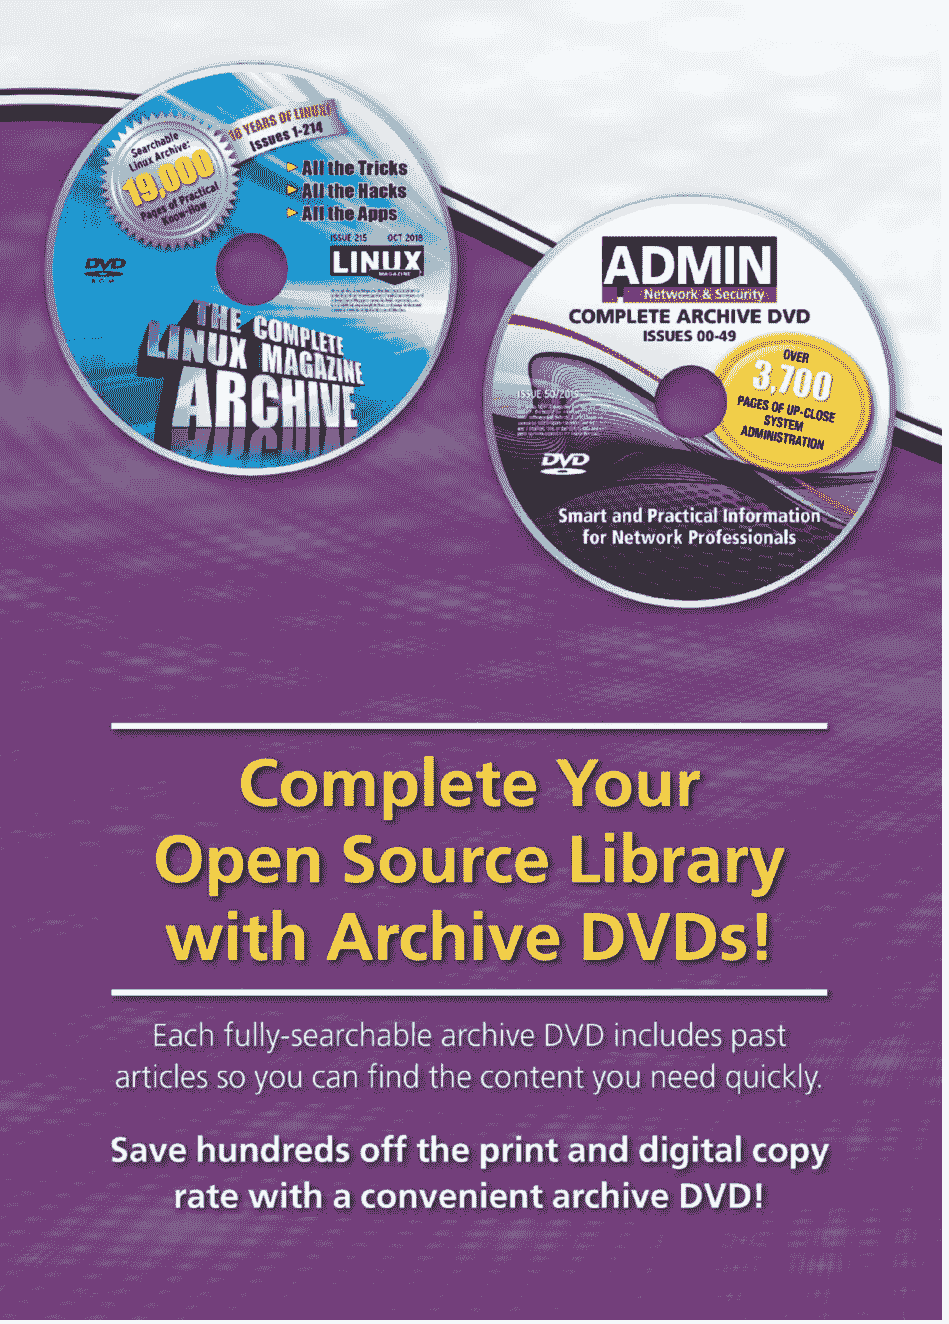 Searchable
Linux Archive:
19,000
Pages of Practical
Know-How
18 YEARS OF LINUX!
Issues 1-214
All the Tricks
All the Hacks
All the Apps
ISSUE 215 OCT 2018
LINUX
MAGAZINE
DVD
ROM
THE COMPLETE
LINUX MAGAZINE
ARCHIVE
ADMIN
Network & Security
COMPLETE ARCHIVE DVD
ISSUES 00-49
OVER
3,700
PAGES OF UP-CLOSE
SYSTEM
ADMINISTRATION
DVD
Smart and Practical Information
for Network Professionals
Complete Your
Open Source Library
with Archive DVDs!
Each fully-searchable archive DVD includes past
articles so you can find the content you need quickly.
Save hundreds off the print and digital copy
rate with a convenient archive DVD!